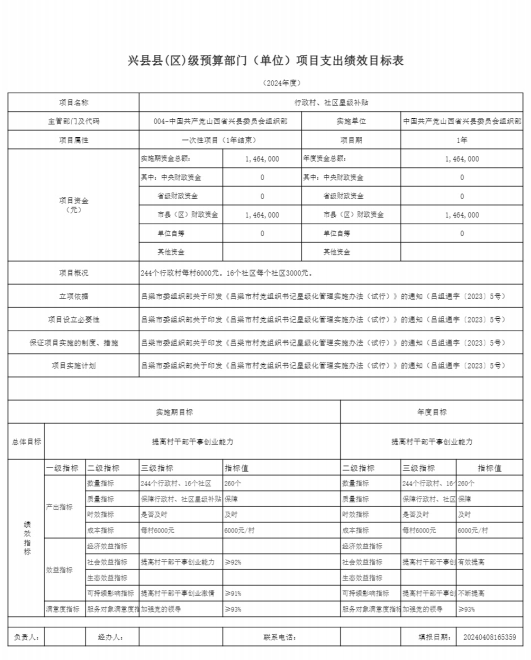 兴县县(区)级预算部门（单位）项目支出绩效目标表
（2024年度）
项目名称 行政村、社区星级补贴
主管部门及代码 004-中国共产党山西省兴县委员会组织部 实施单位 中国共产党山西省兴县委员会组织部
项目属性 一次性项目（1年结束） 项目期 1年
项目资金（元） 实施期资金总额： 1,464,000 年度资金总额： 1,464,000
其中：中央财政资金 0 其中：中央财政资金 0
省级财政资金 0 省级财政资金 0
市县（区）财政资金 1,464,000 市县（区）财政资金 1,464,000
单位自筹 0 单位自筹 0
其他资金 其他资金
项目概况 244个行政村每村6000元，16个社区每个社区3000元。
立项依据 吕梁市委组织部关于印发《吕梁市村党组织书记星级化管理实施办法（试行）》的通知（吕组通字〔2023〕5号）
项目设立必要性 吕梁市委组织部关于印发《吕梁市村党组织书记星级化管理实施办法（试行）》的通知（吕组通字〔2023〕5号）
保证项目实施的制度、措施 吕梁市委组织部关于印发《吕梁市村党组织书记星级化管理实施办法（试行）》的通知（吕组通字〔2023〕5号）
项目实施计划 吕梁市委组织部关于印发《吕梁市村党组织书记星级化管理实施办法（试行）》的通知（吕组通字〔2023〕5号）
实施期目标 年度目标
总体目标 提高村干部干事创业能力 提高村干部干事创业能力
绩效指标 一级指标 二级指标 三级指标 指标值 二级指标 三级指标 指标值
产出指标 数量指标 244个行政村、16个社区 260个 数量指标 244个行政村、16个 260个
质量指标 保障行政村、社区星级补贴 保障 质量指标 保障行政村、社区 保障
时效指标 是否及时 及时 时效指标 是否及时 及时
成本指标 每村6000元 6000元/村 成本指标 每村6000元 6000元/村
效益指标 经济效益指标 经济效益指标
社会效益指标 提高村干部干事创业能力 ≥92% 社会效益指标 提高村干部干事创 有效提高
生态效益指标 生态效益指标
可持续影响指标 提高村干部干事创业激情 ≥91% 可持续影响指标 提高村干部干事创 不断提高
满意度指标 服务对象满意度指标 加强党的领导 ≥93% 服务对象满意度指标 加强党的领导 ≥93%
负责人： 经办人： 联系电话： 填报日期： 20240408165359